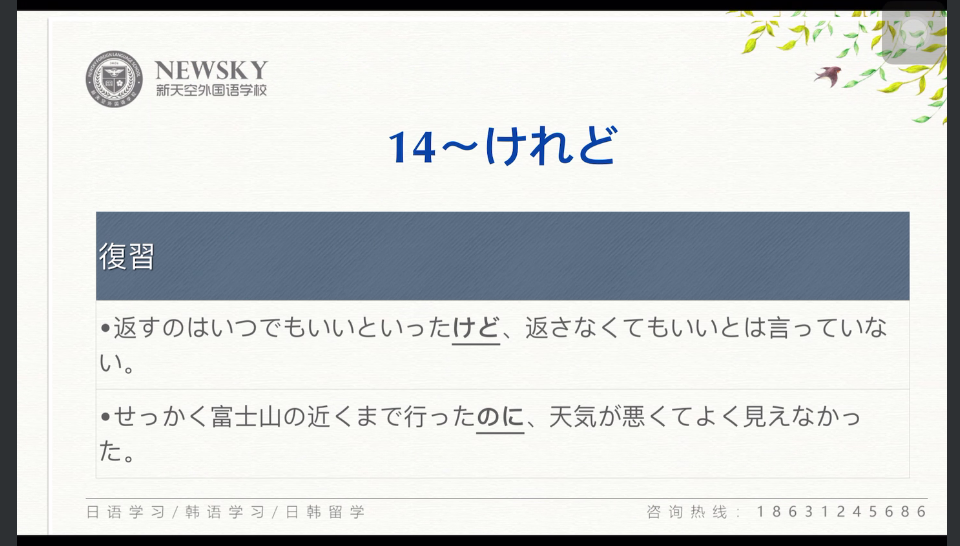 NEWSKY
新天空外国语学校
14～けれど
復習
•返すのはいつでもいいといったけど、返さなくてもいいとは言っていな
い。
•せっかく富士山の近くまで行ったのに、天気が悪くてよく見えなかっ
た。
日语学习/韩语学习/日韩留学
咨询热线：18631245686